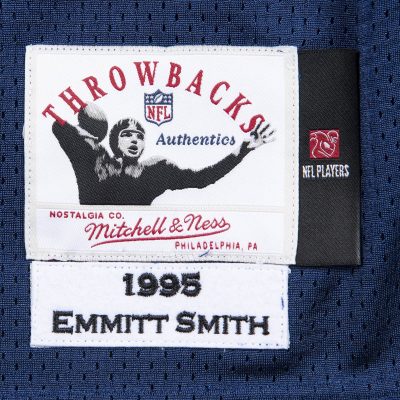 THROWBACKS
NFL
Authentics
NFL PLAYERS
NOSTALGIA CO.
Mitchell & Ness
PHILADELPHIA, PA
1995
EMMITT SMITH